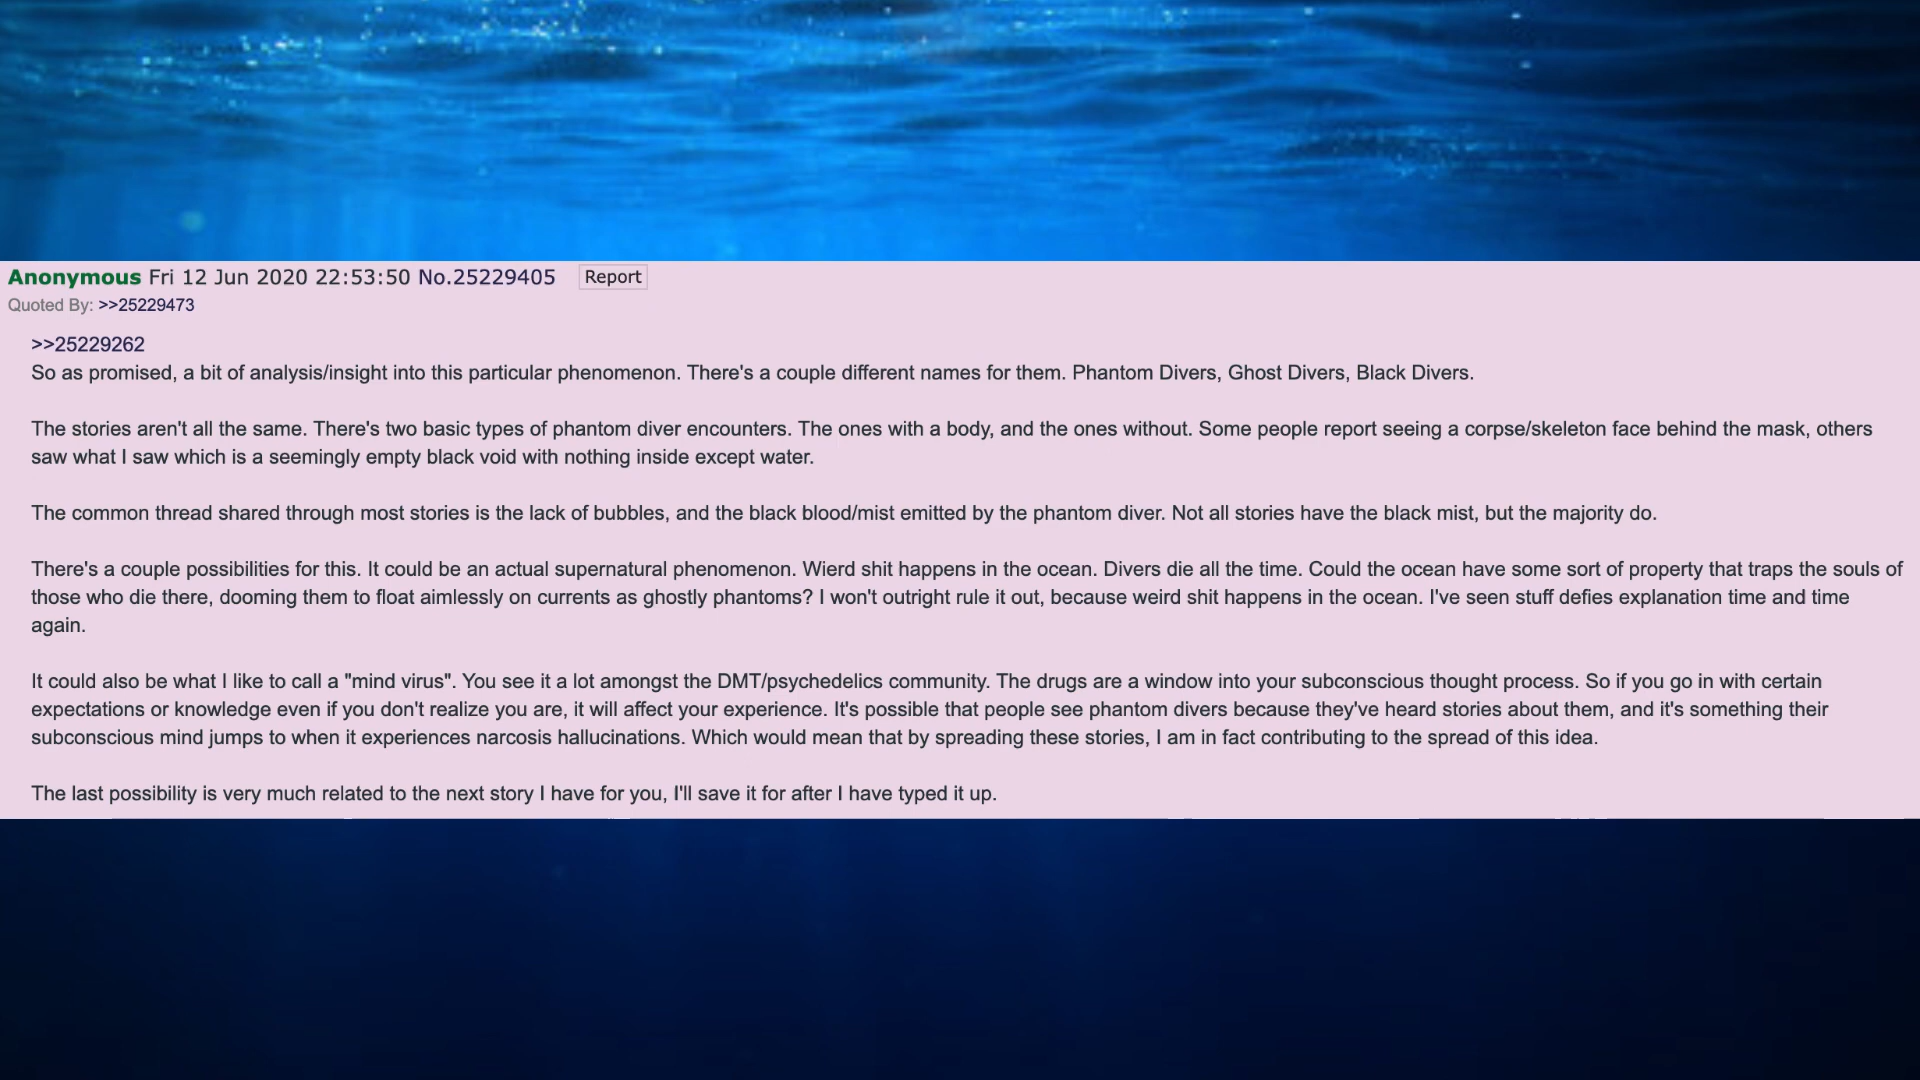 Anonymous Fri 12 Jun 2020 22:53:50 No.25229405 Report
Quoted By: >>25229473
>>25229262
So as promised, a bit of analysis/insight into this particular phenomenon. There's a couple different names for them. Phantom Divers, Ghost Divers, Black Divers.
The stories aren't all the same. There's two basic types of phantom diver encounters. The ones with a body, and the ones without. Some people report seeing a corpse/skeleton face behind the mask, others
saw what I saw which is a seemingly empty black void with nothing inside except water.
The common thread shared through most stories is the lack of bubbles, and the black blood/mist emitted by the phantom diver. Not all stories have the black mist, but the majority do.
There's a couple possibilities for this. It could be an actual supernatural phenomenon. Wierd shit happens in the ocean. Divers die all the time. Could the ocean have some sort of property that traps the souls of
those who die there, dooming them to float aimlessly on currents as ghostly phantoms? I won't outright rule it out, because weird shit happens in the ocean. I've seen stuff defies explanation time and time
again.
It could also be what I like to call a "mind virus". You see it a lot amongst the DMT/psychedelics community. The drugs are a window into your subconscious thought process. So if you go in with certain
expectations or knowledge even if you don't realize you are, it will affect your experience. It's possible that people see phantom divers because they've heard stories about them, and it's something their
subconscious mind jumps to when it experiences narcosis hallucinations. Which would mean that by spreading these stories, I am in fact contributing to the spread of this idea.
The last possibility is very much related to the next story I have for you, I'll save it for after I have typed it up.